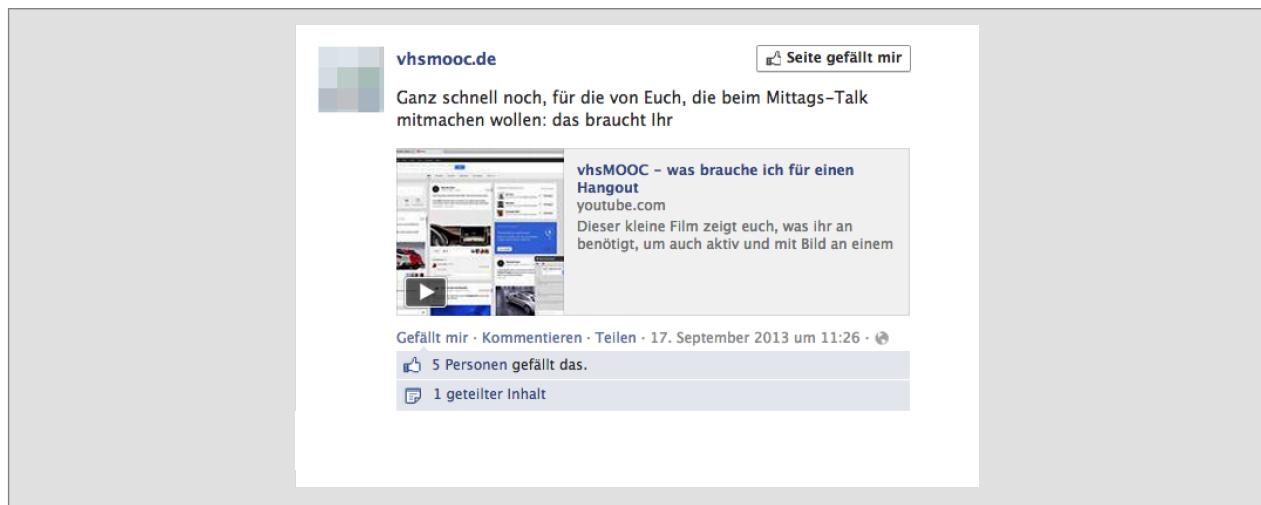 vhsmooc.de
Seite gefällt mir
Ganz schnell noch, für die von Euch, die beim Mittags-Talk
mitmachen wollen: das braucht Ihr
vhsMOOC – was brauche ich für einen
Hangout
youtube.com
Dieser kleine Film zeigt euch, was ihr an
benötigt, um auch aktiv und mit Bild an einem
Gefällt mir · Kommentieren · Teilen · 17. September 2013 um 11:26 ·
5 Personen gefällt das.
1 geteilter Inhalt